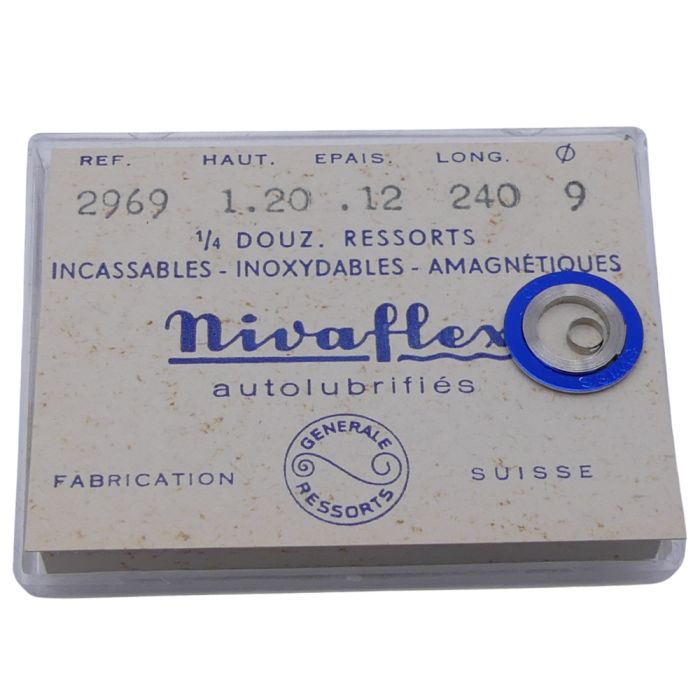 REF. HAUT. EPAIS. LONG. Ø
2969 1.20 .12 240 9
¼ DOUZ. RESSORTS
INCASSABLES - INOXYDABLES - AMAGNÉTIQUES
Nivaflex
autolubrifiés
GENERALE
RESSORTS
FABRICATION SUISSE